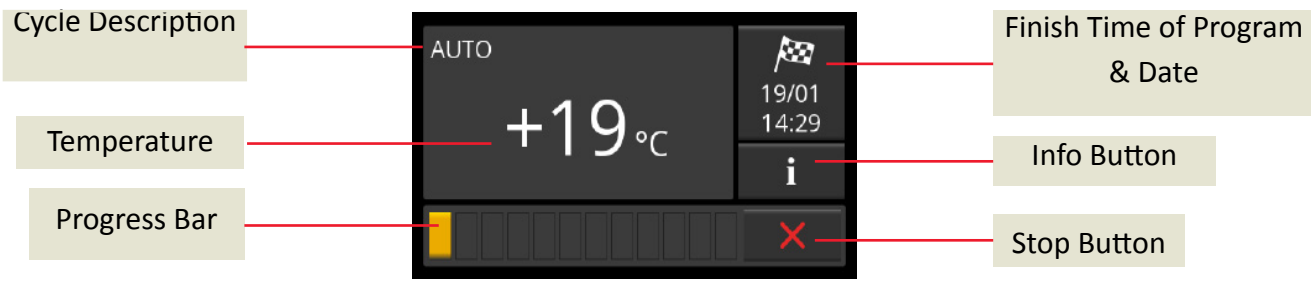 Cycle Description
Temperature
Progress Bar
AUTO
+19 °C
19/01
14:29
i
Finish Time of Program
& Date
Info Button
Stop Button